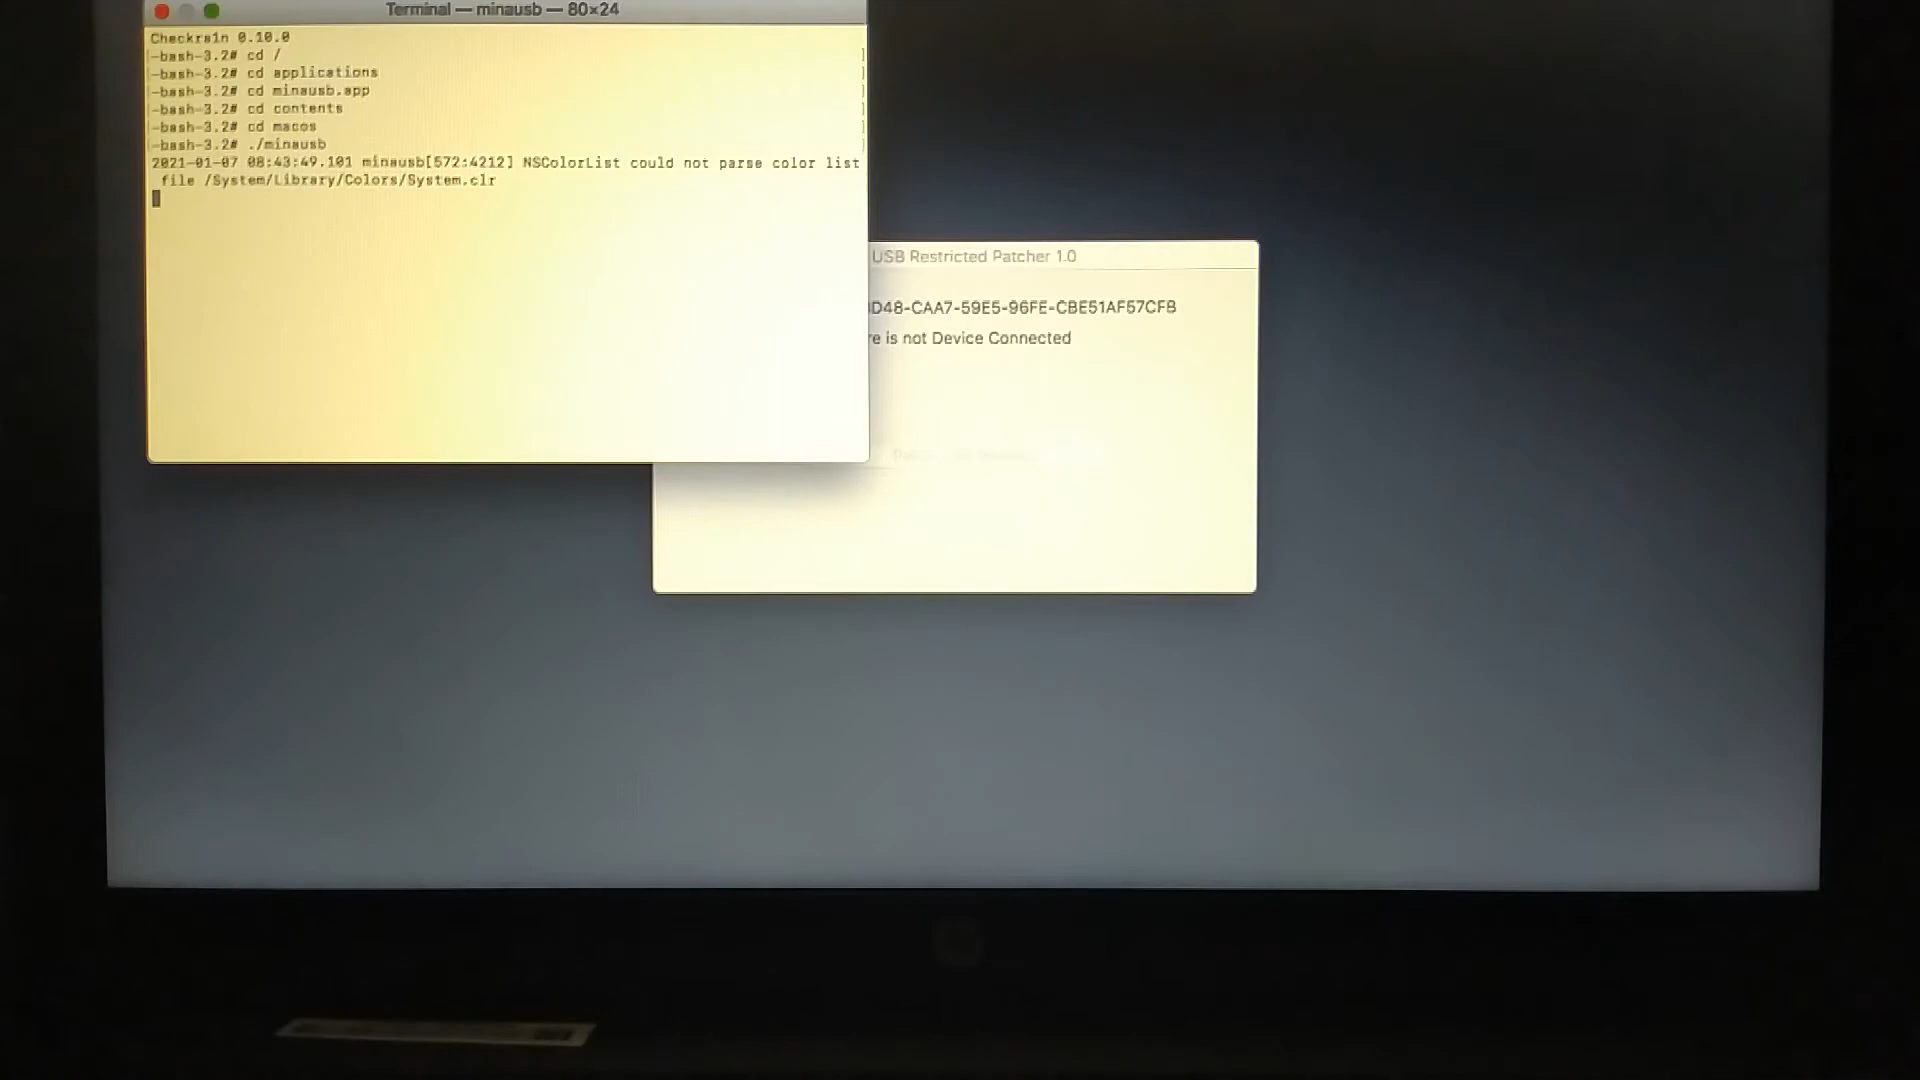 Terminal — minausb — 80×24
Checkra1n 0.10.0
-bash-3.2# cd /
-bash-3.2# cd applications
-bash-3.2# cd minausb.app
-bash-3.2# cd contents
-bash-3.2# cd macos
-bash-3.2# ./minausb
2021-01-07 08:43:49.101 minausb[572:4212] NSColorList could not parse color list
file /System/Library/Colors/System.clr
USB Restricted Patcher 1.0
D48-CAA7-59E5-96FE-CBE51AF57CFB
re is not Device Connected